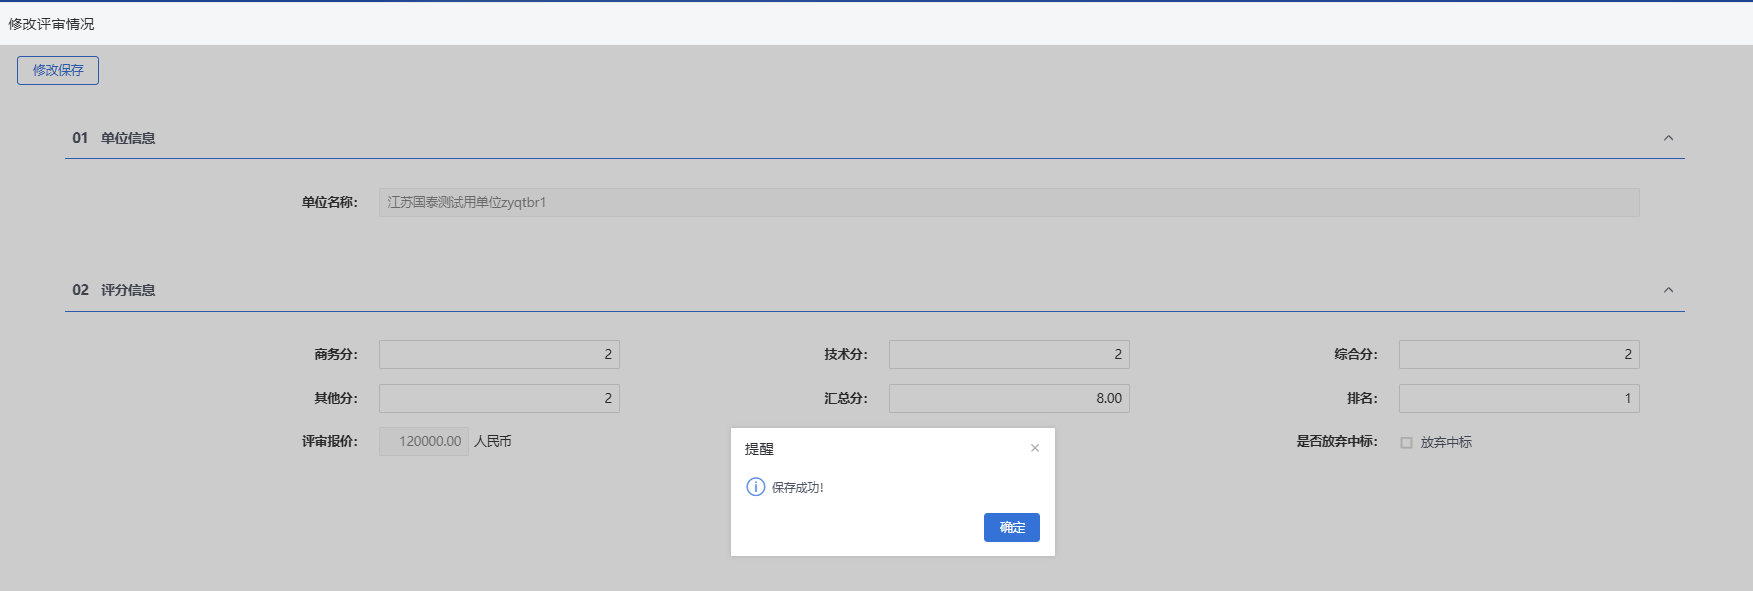 修改评审情况
修改保存
01 单位信息
单位名称： 江苏国泰测试用单位zyqtbr1
02 评分信息
商务分： 2 技术分： 2 综合分： 2
其他分： 2 汇总分： 8.00 排名： 1
评审报价： 120000.00 人民币 是否放弃中标： 放弃中标
提醒
保存成功!
确定